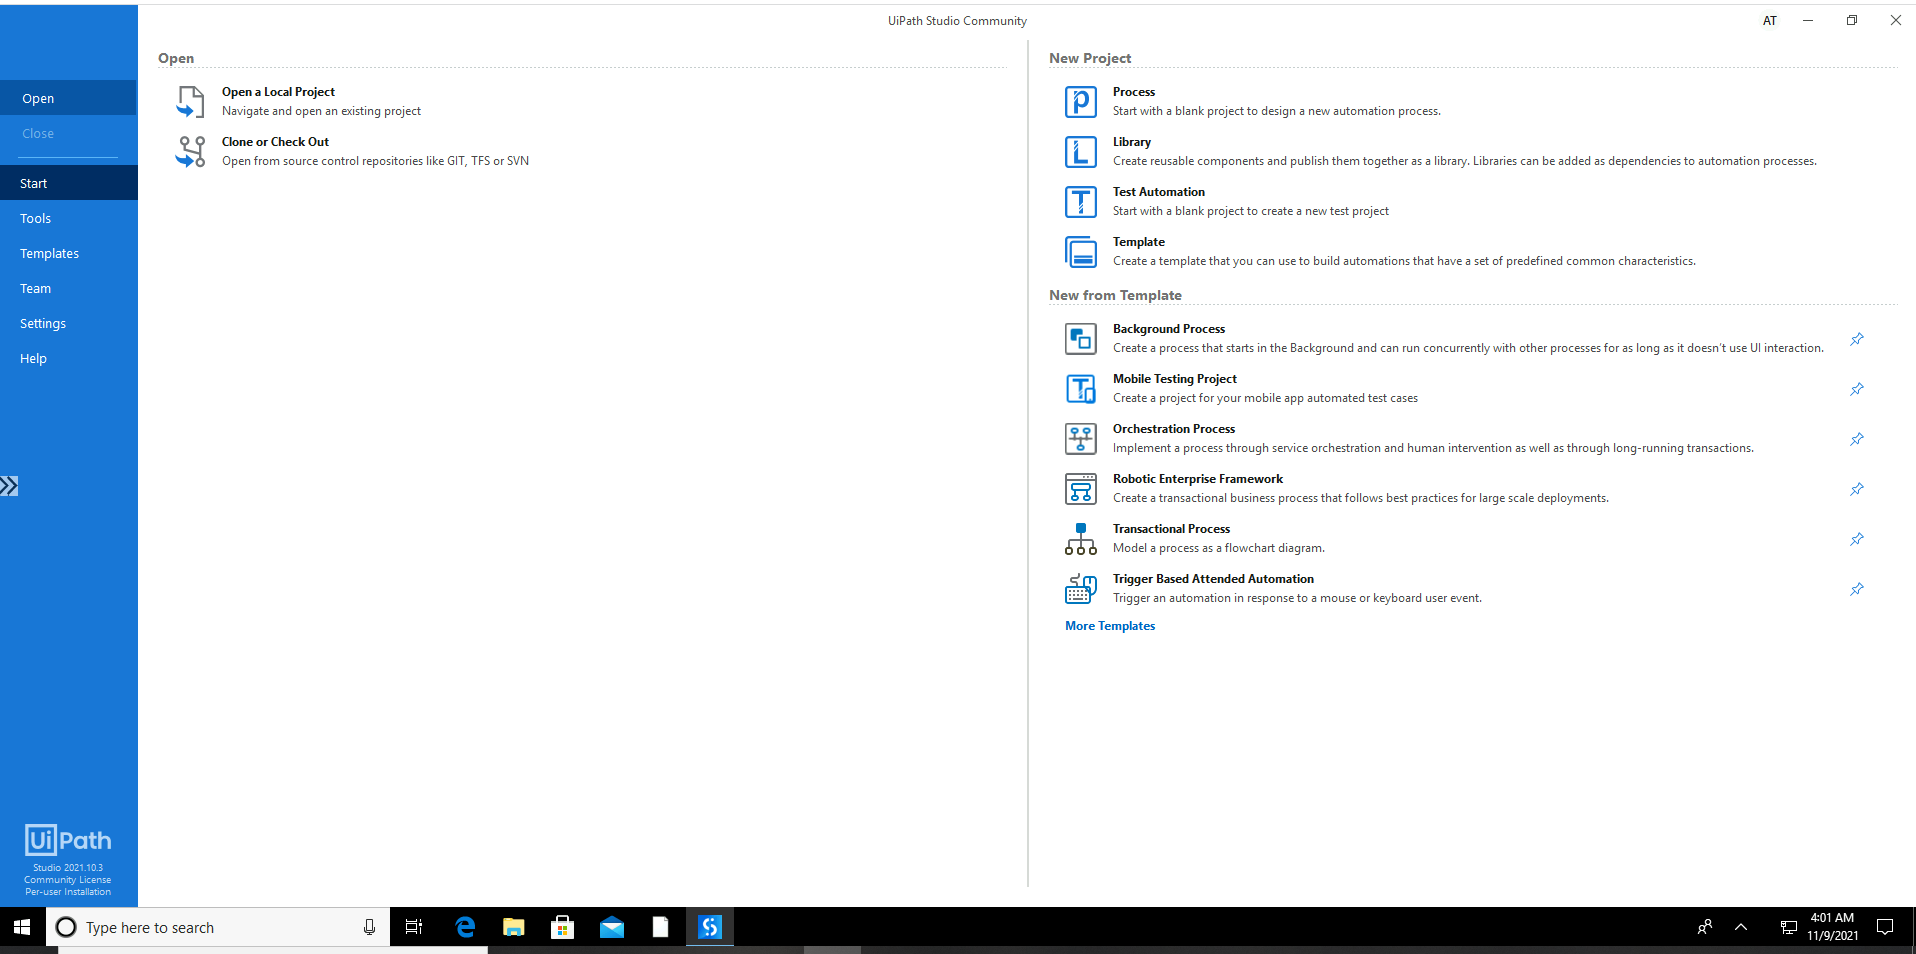 UiPath Studio Community
AT
Open
Close
Start
Tools
Templates
Team
Settings
Help
UiPath
Studio 2021.10.3
Community License
Per-user Installation
Open
Open a Local Project
Navigate and open an existing project
Clone or Check Out
Open from source control repositories like GIT, TFS or SVN
New Project
Process
Start with a blank project to design a new automation process.
Library
Create reusable components and publish them together as a library. Libraries can be added as dependencies to automation processes.
Test Automation
Start with a blank project to create a new test project
Template
Create a template that you can use to build automations that have a set of predefined common characteristics.
New from Template
Background Process
Create a process that starts in the Background and can run concurrently with other processes for as long as it doesn't use UI interaction.
Mobile Testing Project
Create a project for your mobile app automated test cases
Orchestration Process
Implement a process through service orchestration and human intervention as well as through long-running transactions.
Robotic Enterprise Framework
Create a transactional business process that follows best practices for large scale deployments.
Transactional Process
Model a process as a flowchart diagram.
Trigger Based Attended Automation
Trigger an automation in response to a mouse or keyboard user event.
More Templates
Type here to search
4:01 AM
11/9/2021